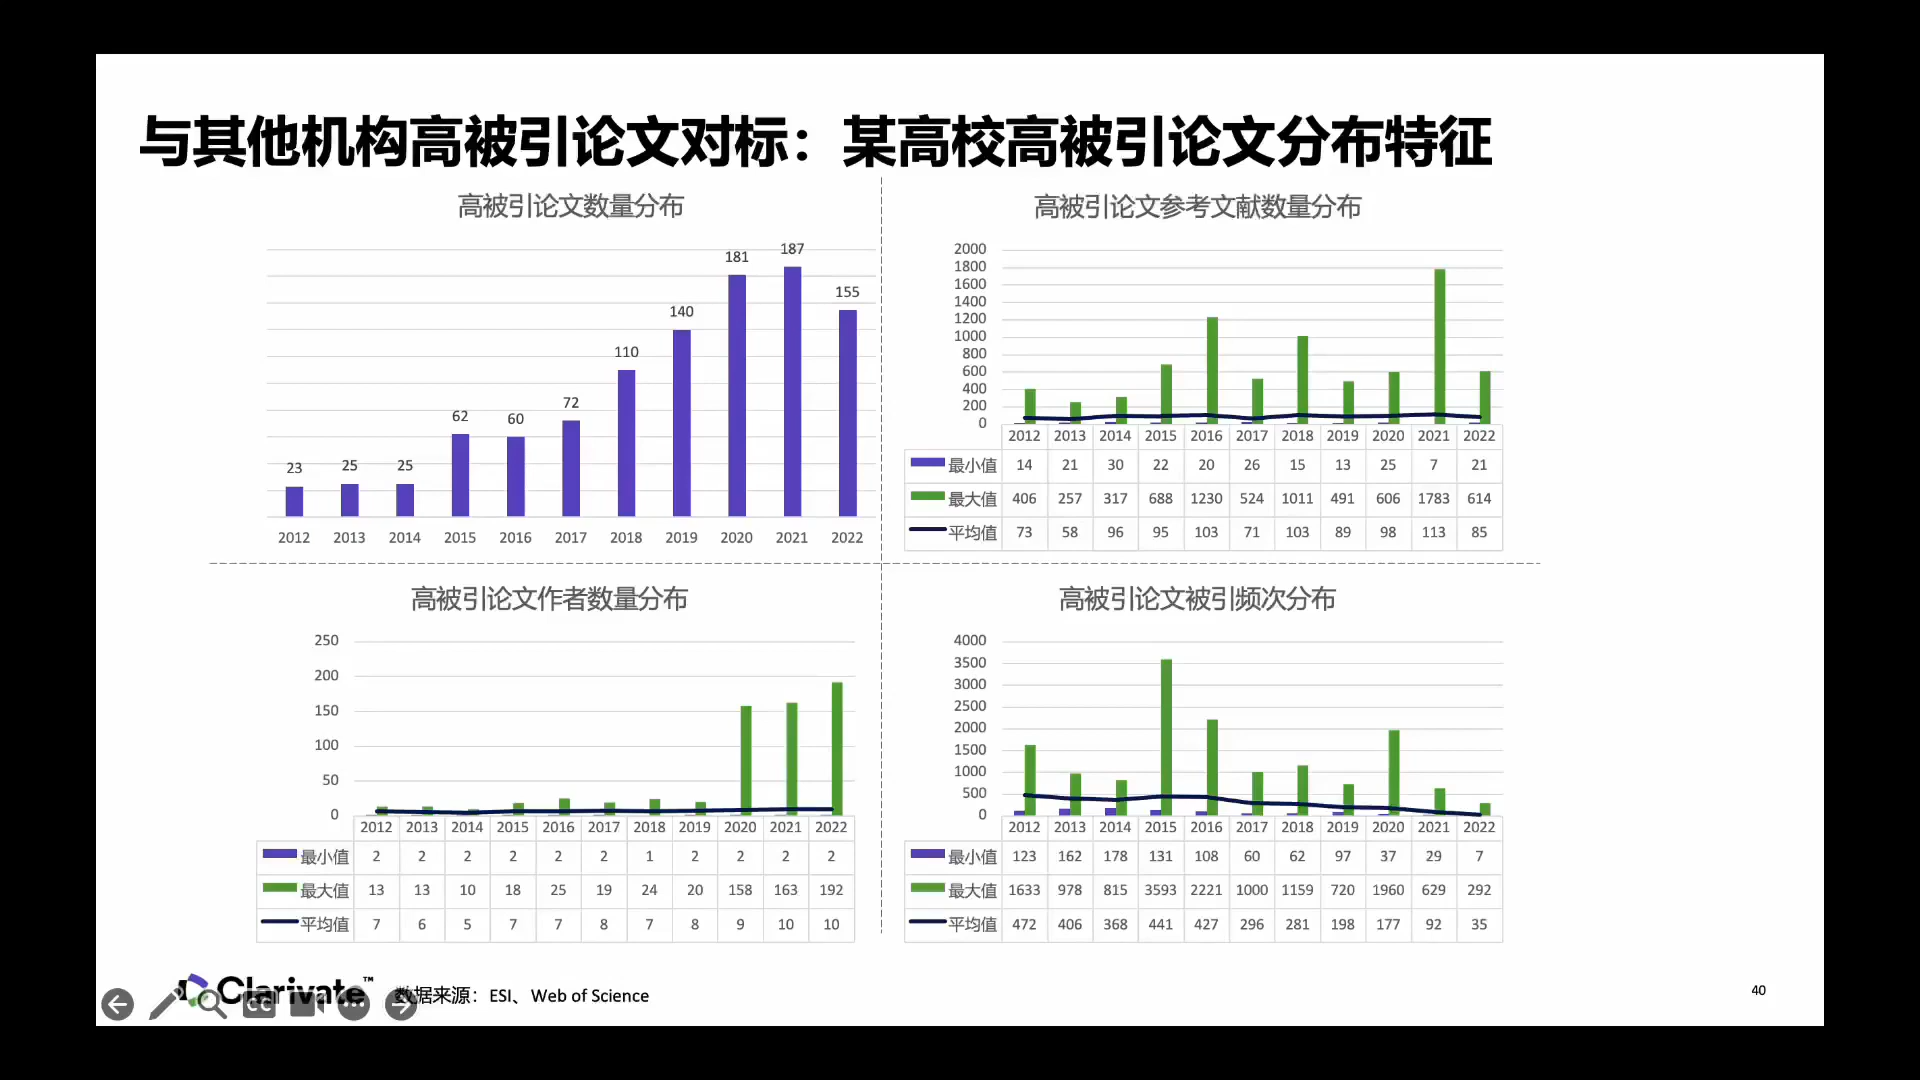 与其他机构高被引论文对标：某高校高被引论文分布特征
高被引论文数量分布
23 25 25 62 60 72 110 140 181 187 155
2012 2013 2014 2015 2016 2017 2018 2019 2020 2021 2022
高被引论文参考文献数量分布
2000
1800
1600
1400
1200
1000
800
600
400
200
0
2012 2013 2014 2015 2016 2017 2018 2019 2020 2021 2022
最小值 14 21 30 22 20 26 15 13 25 7 21
最大值 406 257 317 688 1230 524 1011 491 606 1783 614
平均值 73 58 96 95 103 71 103 89 98 113 85
高被引论文作者数量分布
250
200
150
100
50
0
2012 2013 2014 2015 2016 2017 2018 2019 2020 2021 2022
最小值 2 2 2 2 2 2 1 2 2 2 2
最大值 13 13 10 18 25 19 24 20 158 163 192
平均值 7 6 5 7 7 8 7 8 9 10 10
高被引论文被引频次分布
4000
3500
3000
2500
2000
1500
1000
500
0
2012 2013 2014 2015 2016 2017 2018 2019 2020 2021 2022
最小值 123 162 178 131 108 60 62 97 37 29 7
最大值 1633 978 815 3593 2221 1000 1159 720 1960 629 292
平均值 472 406 368 441 427 296 281 198 177 92 35
Clarivate™
CC
数据来源：ESI、Web of Science
40